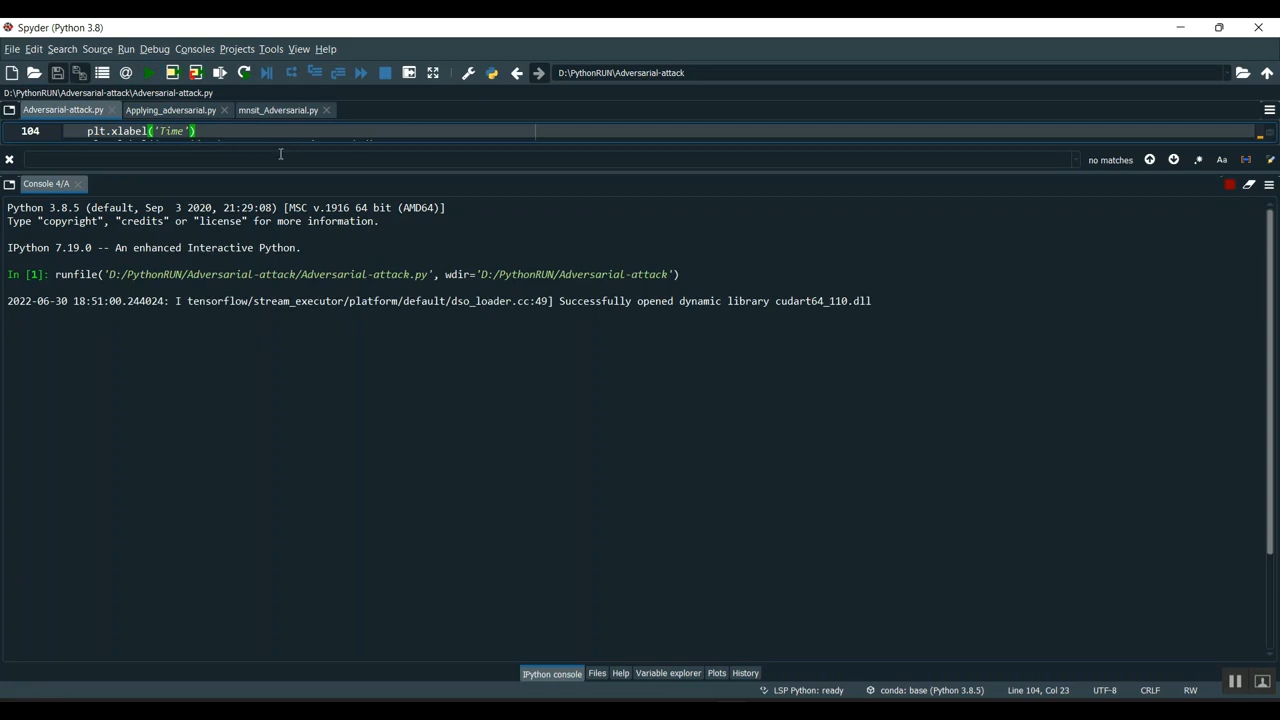 Spyder (Python 3.8)
File Edit Search Source Run Debug Consoles Projects Tools View Help
D:\PythonRUN\Adversarial-attack
D:\PythonRUN\Adversarial-attack\Adversarial-attack.py
Adversarial-attack.py Applying_adversarial.py mnsit_Adversarial.py
104 plt.xlabel('Time')
no matches .* Aa
Console 4/A
Python 3.8.5 (default, Sep  3 2020, 21:29:08) [MSC v.1916 64 bit (AMD64)]
Type "copyright", "credits" or "license" for more information.
IPython 7.19.0 -- An enhanced Interactive Python.
In [1]: runfile('D:/PythonRUN/Adversarial-attack/Adversarial-attack.py', wdir='D:/PythonRUN/Adversarial-attack')
2022-06-30 18:51:00.244024: I tensorflow/stream_executor/platform/default/dso_loader.cc:49] Successfully opened dynamic library cudart64_110.dll
IPython console Files Help Variable explorer Plots History
LSP Python: ready conda: base (Python 3.8.5) Line 104, Col 23 UTF-8 CRLF RW